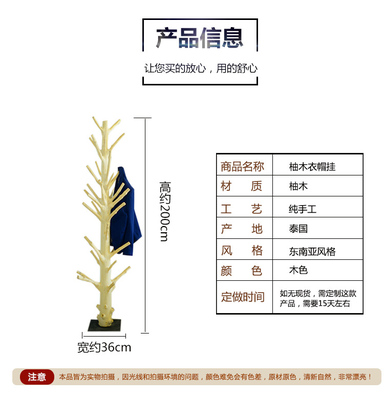 产品信息
让您买的放心，用的舒心
高约200cm
宽约36cm
商品名称 柚木衣帽挂
材 质 柚木
工 艺 纯手工
产 地 泰国
风 格 东南亚风格
颜 色 木色
定做时间 如无现货，需定制这款
产品，需要15天左右
注意 本品皆为实物拍摄，因光线和拍摄环境的问题，颜色难免会有色差，原材原色，清新自然，非常漂亮！